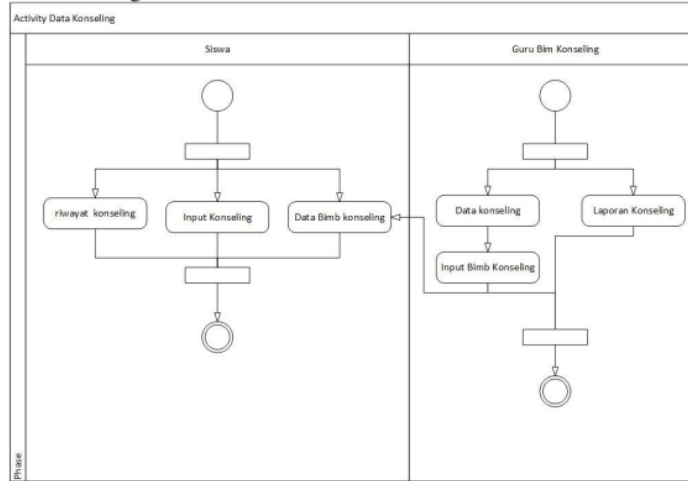 Activity Data Konseling
Siswa
Guru Bim Konseling
riwayat konseling
Input Konseling
Data Bimb konseling
Data konseling
Laporan Konseling
Input Bimb Konseling
Phase